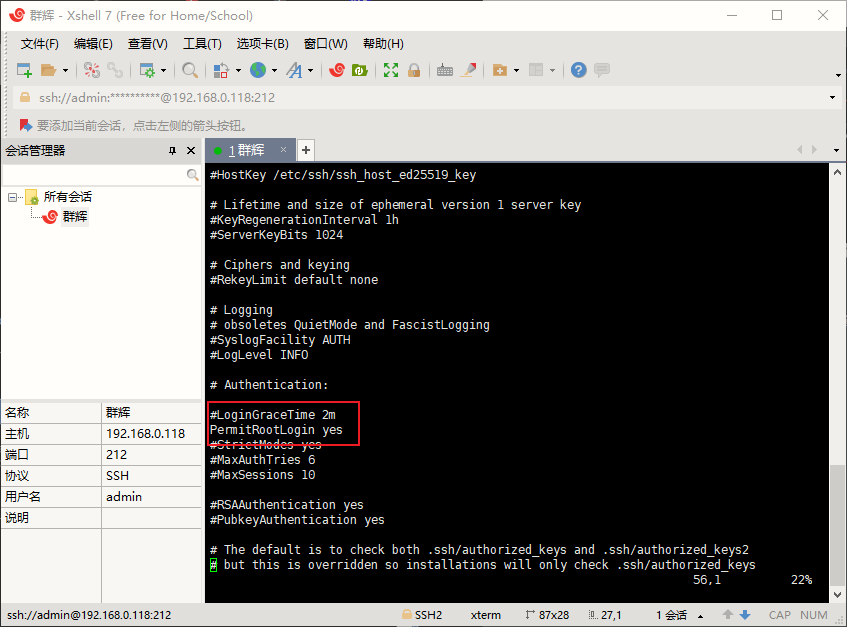 群辉 - Xshell 7 (Free for Home/School)
文件(F) 编辑(E) 查看(V) 工具(T) 选项卡(B) 窗口(W) 帮助(H)
ssh://admin:**********@192.168.0.118:212
要添加当前会话，点击左侧的箭头按钮。
会话管理器
1 群辉
所有会话
群辉
名称 群辉
主机 192.168.0.118
端口 212
协议 SSH
用户名 admin
说明
#HostKey /etc/ssh/ssh_host_ed25519_key
# Lifetime and size of ephemeral version 1 server key
#KeyRegenerationInterval 1h
#ServerKeyBits 1024
# Ciphers and keying
#RekeyLimit default none
# Logging
# obsoletes QuietMode and FascistLogging
#SyslogFacility AUTH
#LogLevel INFO
# Authentication:
#LoginGraceTime 2m
PermitRootLogin yes
#StrictModes yes
#MaxAuthTries 6
#MaxSessions 10
#RSAAuthentication yes
#PubkeyAuthentication yes
# The default is to check both .ssh/authorized_keys and .ssh/authorized_keys2
# but this is overridden so installations will only check .ssh/authorized_keys
56,1 22%
ssh://admin@192.168.0.118:212 SSH2 xterm 87x28 27,1 1 会话 CAP NUM